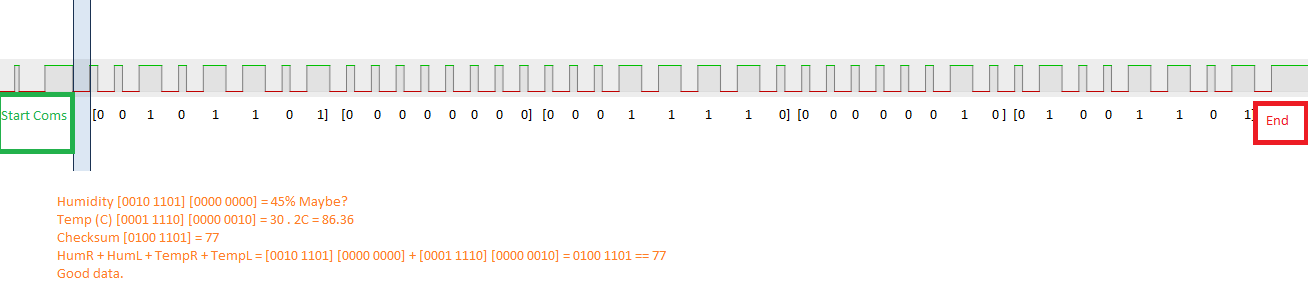 Start Coms [0 0 1 0 1 1 0 1] [0 0 0 0 0 0 0 0] [0 0 0 1 1 1 1 0] [0 0 0 0 0 0 1 0 ] [0 1 0 0 1 1 0 1] End
Humidity [0010 1101] [0000 0000] = 45% Maybe?
Temp (C) [0001 1110] [0000 0010] = 30 . 2C = 86.36
Checksum [0100 1101] = 77
HumR + HumL + TempR + TempL = [0010 1101] [0000 0000] + [0001 1110] [0000 0010] = 0100 1101 == 77
Good data.